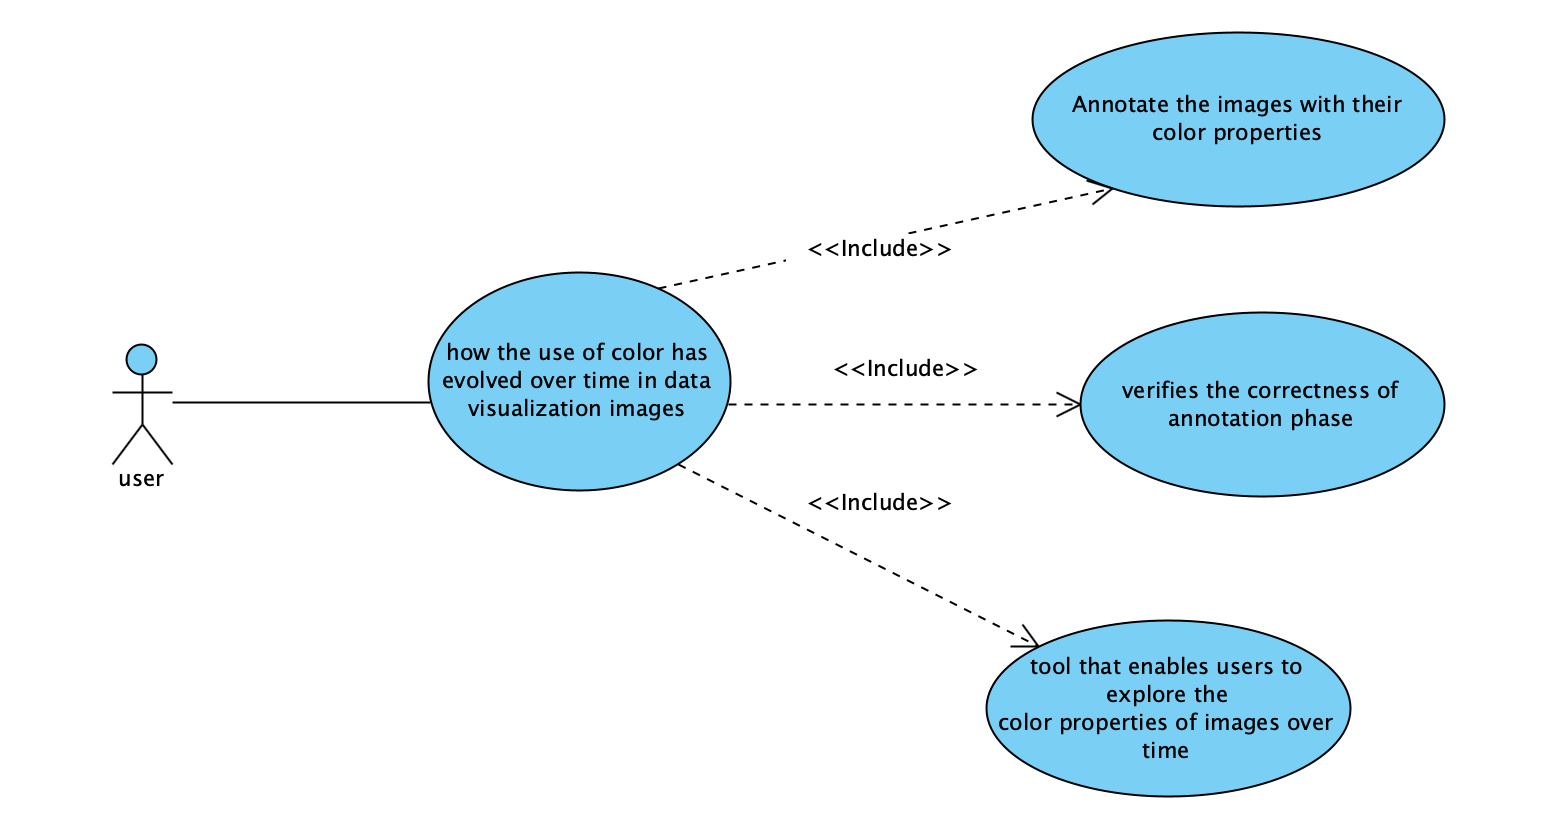 Annotate the images with their
color properties
<<Include>>
how the use of color has
evolved over time in data
visualization images
<<Include>>
verifies the correctness of
annotation phase
user
<<Include>>
tool that enables users to
explore the
color properties of images over
time